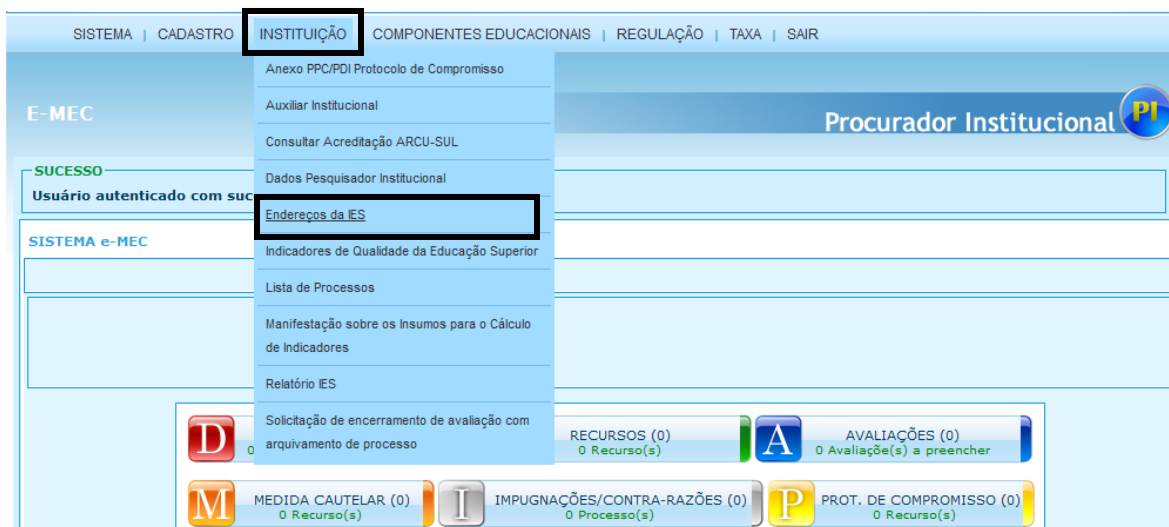 SISTEMA | CADASTRO INSTITUIÇÃO COMPONENTES EDUCACIONAIS | REGULAÇÃO | TAXA | SAIR
Anexo PPC/PDI Protocolo de Compromisso
Auxiliar Institucional
E-MEC
Procurador Institucional PI
Consultar Acreditação ARCU-SUL
SUCESSO
Dados Pesquisador Institucional
Usuário autenticado com suc
Endereços da IES
SISTEMA e-MEC
Indicadores de Qualidade da Educação Superior
Lista de Processos
Manifestação sobre os Insumos para o Cálculo
de Indicadores
Relatório IES
Solicitação de encerramento de avaliação com
arquivamento de processo
D 0
RECURSOS (0)
0 Recurso(s)
A AVALIAÇÕES (0)
0 Avaliaçõe(s) a preencher
M MEDIDA CAUTELAR (0)
0 Recurso(s)
I IMPUGNAÇÕES/CONTRA-RAZÕES (0)
0 Processo(s)
P PROT. DE COMPROMISSO (0)
0 Recurso(s)